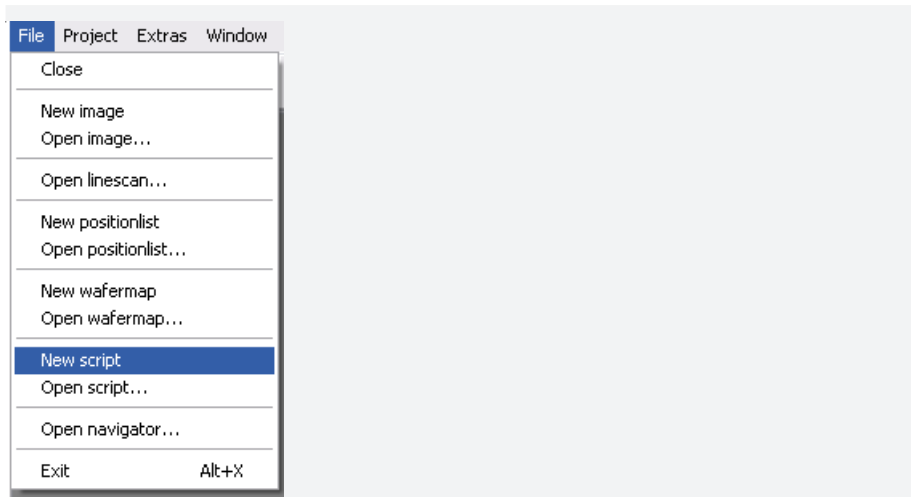 File Project Extras Window
Close
New image
Open image...
Open linescan...
New positionlist
Open positionlist...
New wafermap
Open wafermap...
New script
Open script...
Open navigator...
Exit Alt+X